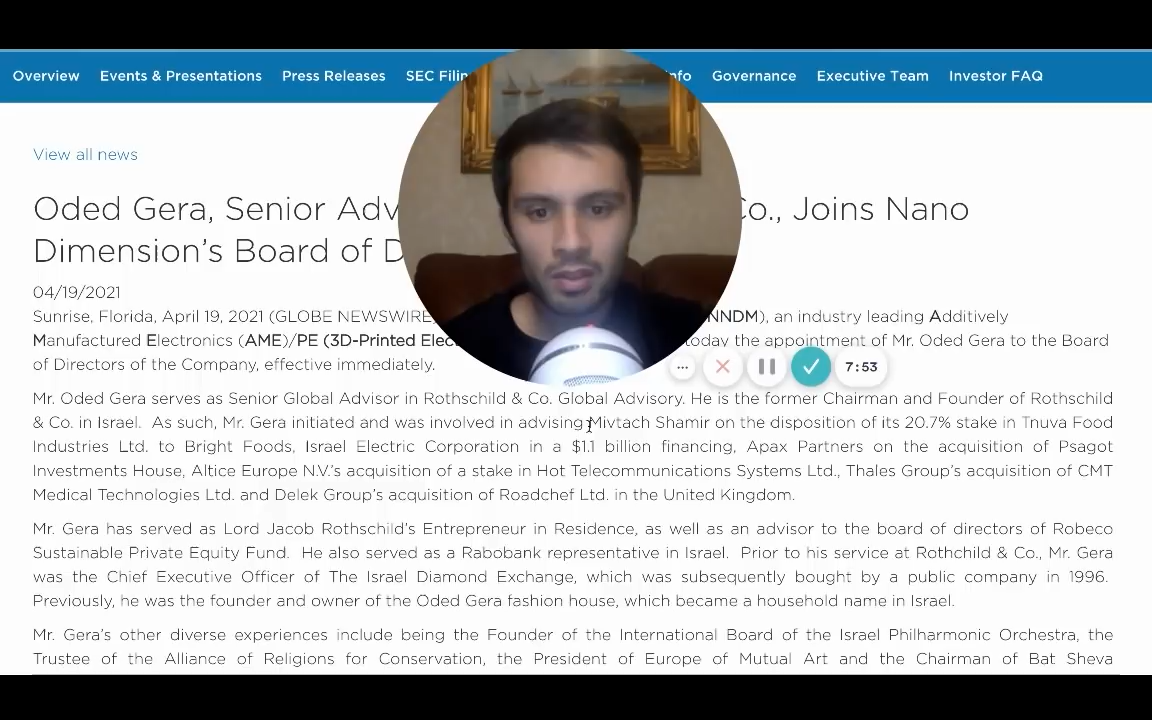 Overview Events & Presentations Press Releases SEC Filin nfo Governance Executive Team Investor FAQ
View all news
Oded Gera, Senior Adv Co., Joins Nano
Dimension's Board of D
04/19/2021
Sunrise, Florida, April 19, 2021 (GLOBE NEWSWIRE NNDM), an industry leading Additively
Manufactured Electronics (AME)/PE (3D-Printed Elect today the appointment of Mr. Oded Gera to the Board
of Directors of the Company, effective immediately.
7:53
Mr. Oded Gera serves as Senior Global Advisor in Rothschild & Co. Global Advisory. He is the former Chairman and Founder of Rothschild
& Co. in Israel. As such, Mr. Gera initiated and was involved in advising Mivtach Shamir on the disposition of its 20.7% stake in Tnuva Food
Industries Ltd. to Bright Foods, Israel Electric Corporation in a $1.1 billion financing, Apax Partners on the acquisition of Psagot
Investments House, Altice Europe N.V.'s acquisition of a stake in Hot Telecommunications Systems Ltd., Thales Group's acquisition of CMT
Medical Technologies Ltd. and Delek Group's acquisition of Roadchef Ltd. in the United Kingdom.
Mr. Gera has served as Lord Jacob Rothschild's Entrepreneur in Residence, as well as an advisor to the board of directors of Robeco
Sustainable Private Equity Fund. He also served as a Rabobank representative in Israel. Prior to his service at Rothchild & Co., Mr. Gera
was the Chief Executive Officer of The Israel Diamond Exchange, which was subsequently bought by a public company in 1996.
Previously, he was the founder and owner of the Oded Gera fashion house, which became a household name in Israel.
Mr. Gera's other diverse experiences include being the Founder of the International Board of the Israel Philharmonic Orchestra, the
Trustee of the Alliance of Religions for Conservation, the President of Europe of Mutual Art and the Chairman of Bat Sheva